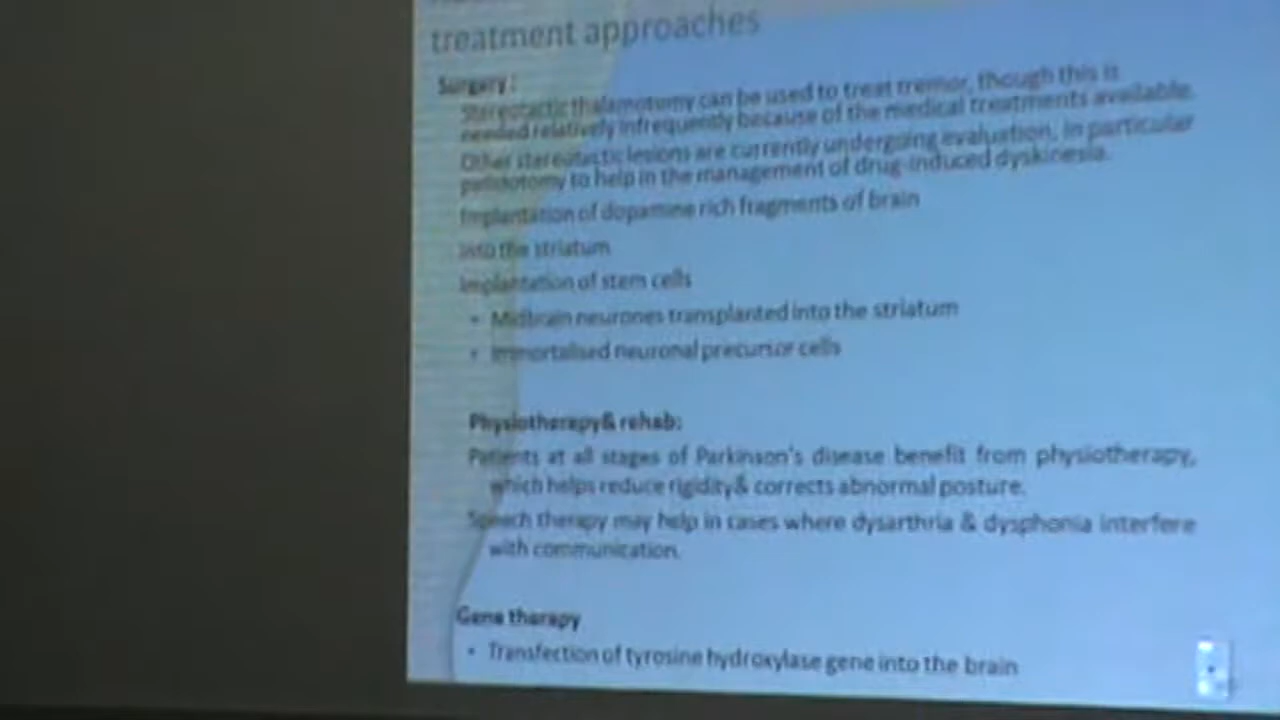 treatment approaches
Surgery :
Stereotactic thalamotomy can be used to treat tremor, though this is
needed relatively infrequently because of the medical treatments available.
Other stereotactic lesions are currently undergoing evaluation, in particular
pallidotomy to help in the management of drug-induced dyskinesia.
Implantation of dopamine rich fragments of brain
into the striatum
Implantation of stem cells
• Midbrain neurones transplanted into the striatum
• Immortalised neuronal precursor cells
Physiotherapy& rehab:
Patients at all stages of Parkinson's disease benefit from physiotherapy,
which helps reduce rigidity& corrects abnormal posture.
Speech therapy may help in cases where dysarthria & dysphonia interfere
with communication.
Gene therapy
• Transfection of tyrosine hydroxylase gene into the brain